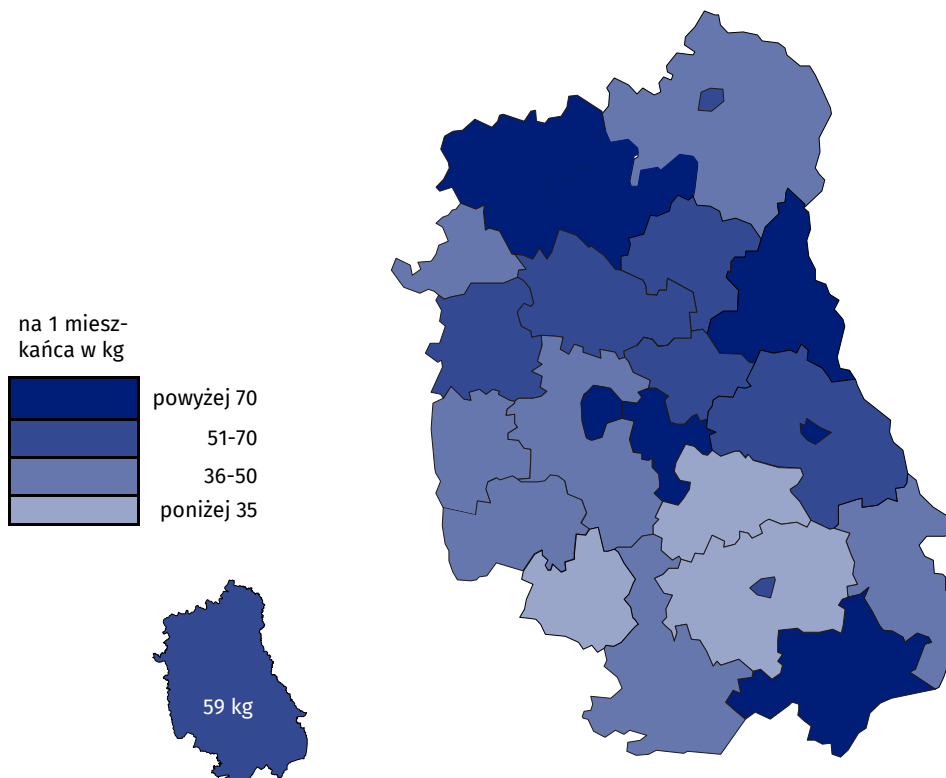 na 1 miesz-
kańca w kg
powyżej 70
51-70
36-50
poniżej 35
59 kg